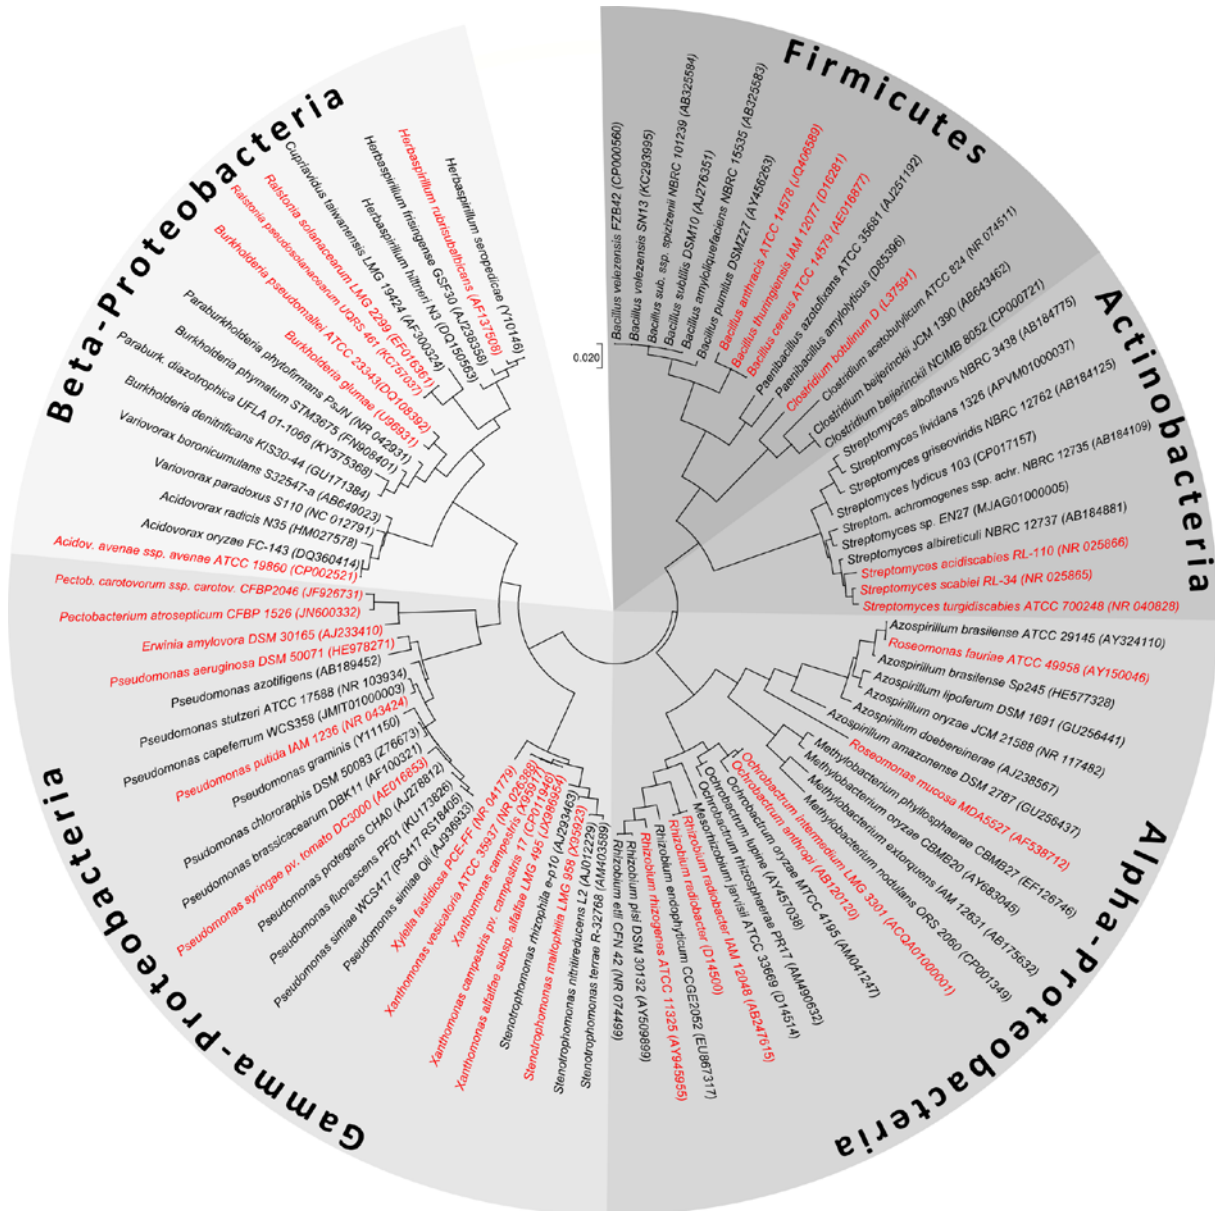 Firmicutes
Bacillus velezensis FZB42 (CP000560)
Bacillus velezensis SN13 (KC293995)
Bacillus sub. ssp. spizizenii NBRC 101239 (AB325584)
Bacillus subtilis DSM10 (AJ276351)
Bacillus amyloliquefaciens NBRC 15535 (AB325583)
Bacillus pumilus DSMZ27 (AY456263)
Bacillus anthracis ATCC 14578 (JQ406589)
Bacillus thuringiensis IAM 12077 (D16281)
Bacillus cereus ATCC 14579 (AE016877)
Paenibacillus azotofixans ATCC 35681 (AJ251192)
Paenibacillus amylolyticus (D85396)
Clostridium botulinum D (L37591)
Clostridium acetobutylicum ATCC 824 (NR 074511)
Clostridium beijerinckii JCM 1390 (AB643462)
Clostridium beijerinckii NCIMB 8052 (CP000721)
Actinobacteria
Streptomyces alboflavus NBRC 3438 (AB184775)
Streptomyces lividans 1326 (APVM01000037)
Streptomyces griseoviridis NBRC 12762 (AB184125)
Streptomyces lydicus 103 (CP017157)
Streptom. achromogenes ssp. achr. NBRC 12735 (AB184109)
Streptomyces sp. EN27 (MJAG01000005)
Streptomyces albireticuli NBRC 12737 (AB184881)
Streptomyces acidiscabies RL-110 (NR 025866)
Streptomyces scabiei RL-34 (NR 025865)
Streptomyces turgidiscabies ATCC 700248 (NR 040828)
Alpha-Proteobacteria
Azospirillum brasilense ATCC 29145 (AY324110)
Roseomonas fauriae ATCC 49958 (AY150046)
Azospirillum brasilense Sp245 (HE577328)
Azospirillum lipoferum DSM 1691 (GU256441)
Azospirillum oryzae JCM 21588 (NR 117482)
Azospirillum doebereinerae (AJ238567)
Azospirillum amazonense DSM 2787 (GU256437)
Roseomonas mucosa MDA5527 (AF538712)
Methylobacterium phyllosphaerae CBMB27 (EF126746)
Methylobacterium oryzae CBMB20 (AY683045)
Methylobacterium extorquens IAM 12631 (AB175632)
Methylobacterium nodulans ORS 2060 (CP001349)
Ochrobactrum intermedium LMG 3301 (ACQA01000001)
Ochrobactrum anthropi (AB120120)
Ochrobactrum oryzae MTCC 4195 (AM041247)
Ochrobactrum lupine (AY457038)
Ochrobactrum rhizosphaerae PR17 (AM490632)
Mesorhizobium jarvisii ATCC 33669 (D14514)
Rhizobium radiobacter IAM 12048 (AB247615)
Rhizobium radiobacter (D14500)
Rhizobium endophyticum CCGE2052 (EU867317)
Rhizobium rhizogenes ATCC 11325 (AY945955)
Rhizobium pisi DSM 30132 (AY509899)
Rhizobium etli CFN 42 (NR 074499)
Gamma-Proteobacteria
Stenotrophomonas terrae R-32768 (AM403589)
Stenotrophomonas nitritireducens L2 (AJ012229)
Stenotrophomonas maltophilia LMG 958 (X95923)
Stenotrophomonas rhizophila e-p10 (AJ293463)
Xanthomonas alfalfae subsp. alfalfae LMG 495 (JX986954)
Xanthomonas campestris pv. campestris 17 (CP011946)
Xanthomonas campestris (X95917)
Xanthomonas vesicatoria ATCC 35937 (NR 026388)
Xylella fastidiosa PCE-FF (NR 041779)
Pseudomonas simiae Oli (AJ936933)
Pseudomonas simiae WCS417 (PS417 RS18405)
Pseudomonas fluorescens PF01 (KU173826)
Pseudomonas protegens CHA0 (AJ278812)
Pseudomonas syringae pv. tomato DC3000 (AE016853)
Pseudomonas brassicacearum DBK11 (AF100321)
Psudomonas chloraphis DSM 50083 (Z76673)
Pseudomonas graminis (Y11150)
Pseudomonas putida IAM 1236 (NR 043424)
Pseudomonas capeferrum WCS358 (JMIT01000003)
Pseudomonas stutzeri ATCC 17588 (NR 103934)
Pseudomonas azotifigens (AB189452)
Pseudomonas aeruginosa DSM 50071 (HE978271)
Erwinia amylovora DSM 30165 (AJ233410)
Pectobacterium atrosepticum CFBP 1526 (JN600332)
Pectob. carotovorum ssp. carotov. CFBP2046 (JF926731)
Beta-Proteobacteria
Acidov. avenae ssp. avenae ATCC 19860 (CP002521)
Acidovorax oryzae FC-143 (DQ360414)
Acidovorax radicis N35 (HM027578)
Variovorax paradoxus S110 (NC 012791)
Variovorax boronicumulans S32547-a (AB649023)
Burkholderia denitrificans KIS30-44 (GU171384)
Paraburk. diazotrophica UFLA 01-1066 (KY575368)
Burkholderia phymatum STM3675 (FN908401)
Paraburkholderia phytofirmans PsJN (NR 042931)
Burkholderia glumae (U96931)
Burkholderia pseudomallei ATCC 23343(DQ108392)
Ralstonia pseudosolanacearum UQRS 461 (KC757037)
Ralstonia solanacearum LMG 2299 (EF016361)
Cupriavidus taiwanensis LMG 19424 (AF300324)
Herbaspirillum hiltneri N3 (DQ150563)
Herbaspirilium frisingense GSF30 (AJ238358)
Herbaspirillum rubrisubalbicans (AF137508)
Herbaspirillum seropedicae (Y10146)
0.020